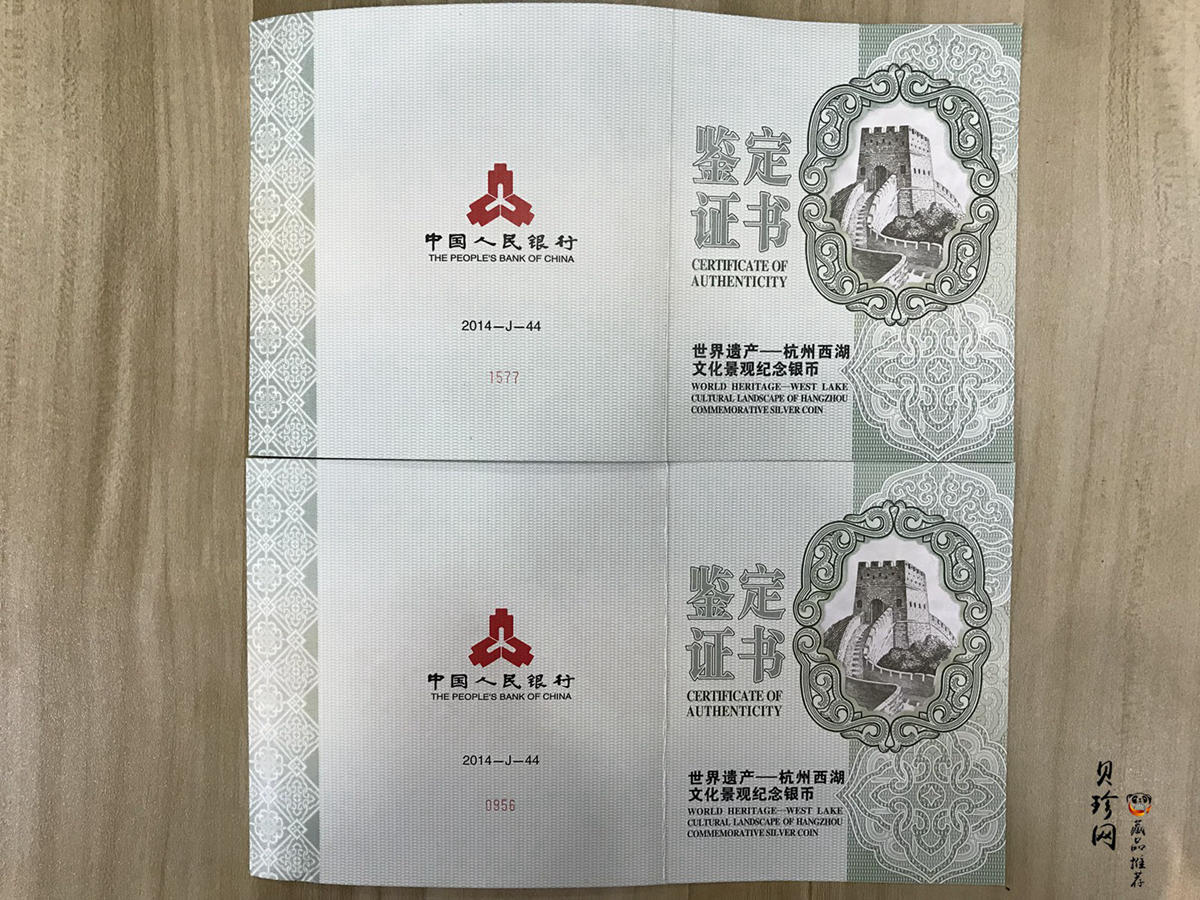 中国人民银行
THE PEOPLE'S BANK OF CHINA
2014—J—44
1577
鉴定
证书
CERTIFICATE OF
AUTHENTICITY
世界遗产——杭州西湖
文化景观纪念银币
WORLD HERITAGE—WEST LAKE
CULTURAL LANDSCAPE OF HANGZHOU
COMMEMORATIVE SILVER COIN
中国人民银行
THE PEOPLE'S BANK OF CHINA
2014—J—44
0956
鉴定
证书
CERTIFICATE OF
AUTHENTICITY
世界遗产——杭州西湖
文化景观纪念银币
WORLD HERITAGE—WEST LAKE
CULTURAL LANDSCAPE OF HANGZHOU
COMMEMORATIVE SILVER COIN
贝珍网
藏品推荐